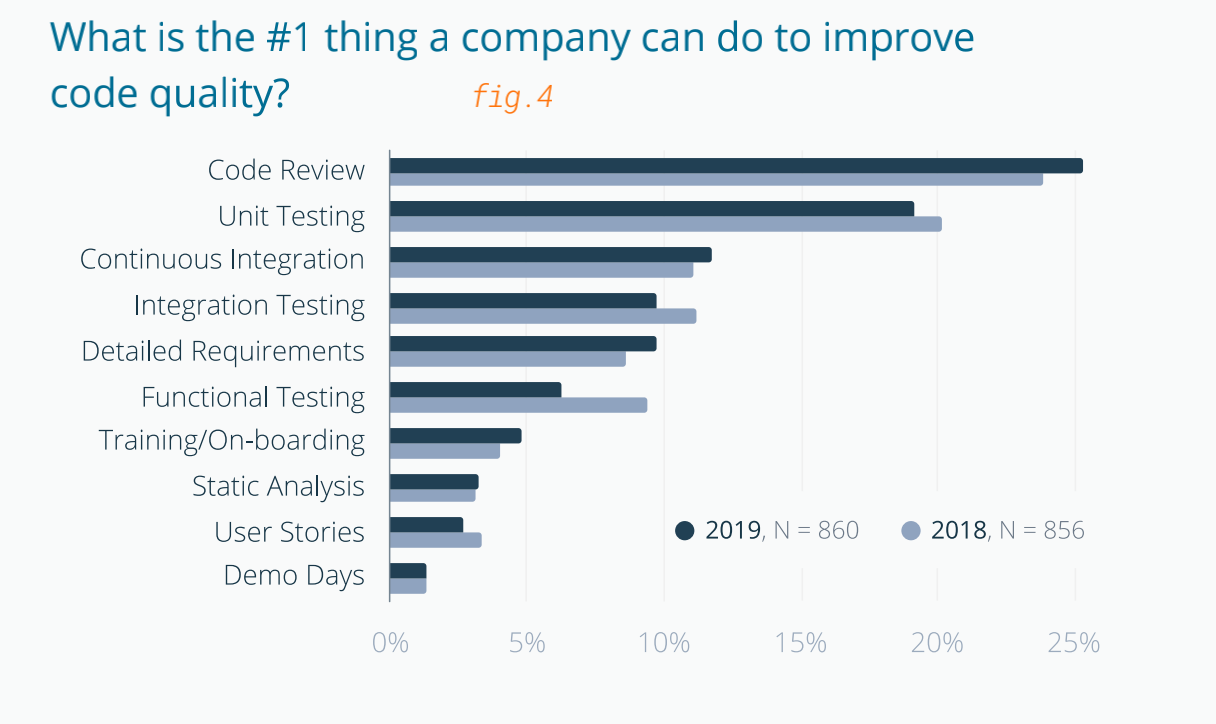 What is the #1 thing a company can do to improve
code quality?
fig.4
Code Review
Unit Testing
Continuous Integration
Integration Testing
Detailed Requirements
Functional Testing
Training/On-boarding
Static Analysis
User Stories
Demo Days
2019, N = 860
2018, N = 856
0% 5% 10% 15% 20% 25%